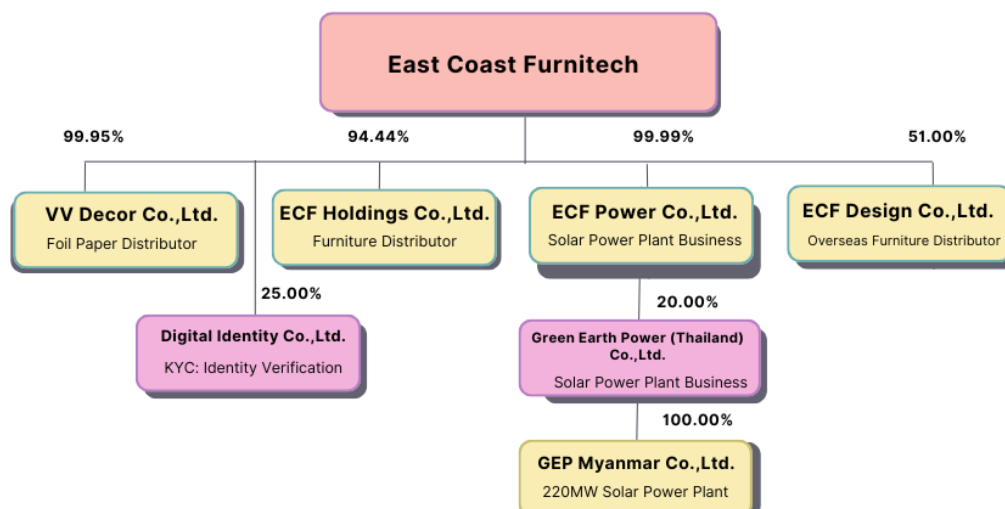 East Coast Furnitech
99.95%
94.44%
99.99%
51.00%
VV Decor Co.,Ltd.
Foil Paper Distributor
ECF Holdings Co.,Ltd.
Furniture Distributor
ECF Power Co.,Ltd.
Solar Power Plant Business
ECF Design Co.,Ltd.
Overseas Furniture Distributor
25.00%
20.00%
Digital Identity Co.,Ltd.
KYC: Identity Verification
Green Earth Power (Thailand)
Co.,Ltd.
Solar Power Plant Business
100.00%
GEP Myanmar Co.,Ltd.
220MW Solar Power Plant